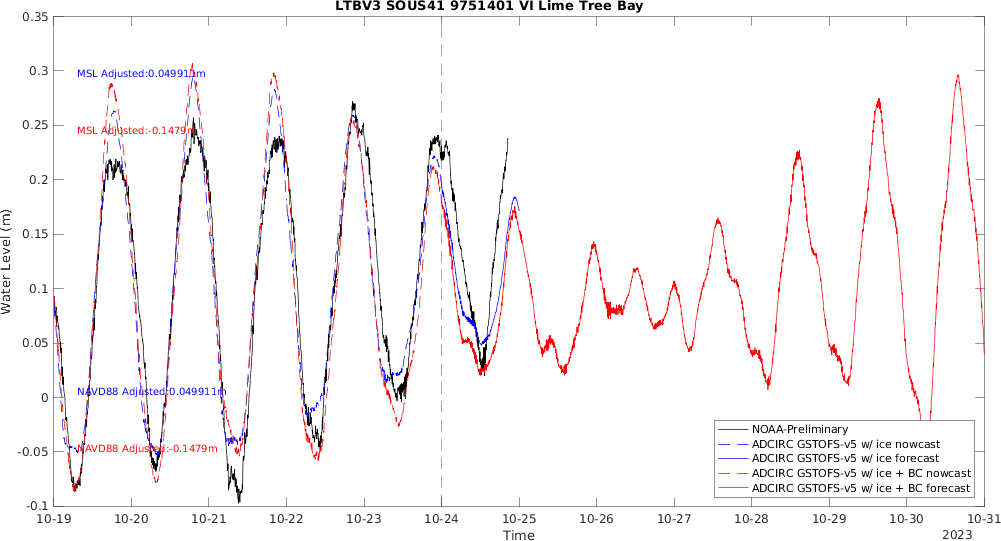 LTBV3 SOUS41 9751401 VI Lime Tree Bay
0.35
0.3
0.25
0.2
0.15
0.1
0.05
0
-0.05
-0.1
Water Level (m)
MSL Adjusted:0.049911m
MSL Adjusted:-0.1479m
NAVD88 Adjusted:0.049911m
NAVD88 Adjusted:-0.1479m
NOAA-Preliminary
ADCIRC GSTOFS-v5 w/ ice nowcast
ADCIRC GSTOFS-v5 w/ ice forecast
ADCIRC GSTOFS-v5 w/ ice + BC nowcast
ADCIRC GSTOFS-v5 w/ ice + BC forecast
10-19 10-20 10-21 10-22 10-23 10-24 10-25 10-26 10-27 10-28 10-29 10-30 10-31
Time
2023